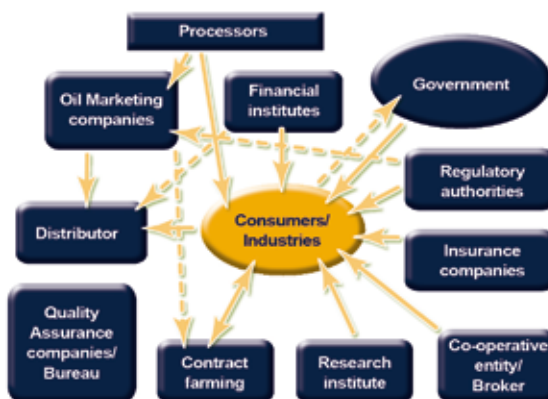 Processors
Oil Marketing
companies
Financial
institutes
Government
Regulatory
authorities
Distributor
Consumers/
Industries
Insurance
companies
Quality
Assurance
companies/
Bureau
Contract
farming
Research
institute
Co-operative
entity/
Broker